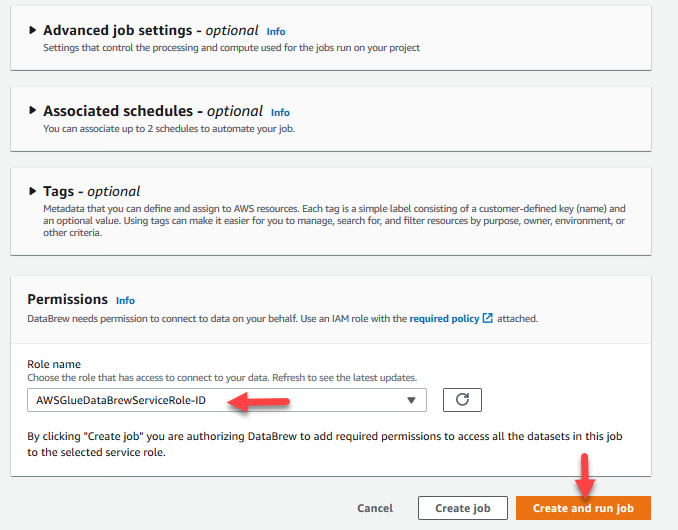 Advanced job settings - optional Info
Settings that control the processing and compute used for the jobs run on your project
Associated schedules - optional Info
You can associate up to 2 schedules to automate your job.
Tags - optional
Metadata that you can define and assign to AWS resources. Each tag is a simple label consisting of a customer-defined key (name) and
an optional value. Using tags can make it easier for you to manage, search for, and filter resources by purpose, owner, environment, or
other criteria.
Permissions Info
DataBrew needs permission to connect to data on your behalf. Use an IAM role with the required policy attached.
Role name
Choose the role that has access to connect to your data. Refresh to see the latest updates.
AWSGlueDataBrewServiceRole-ID
By clicking "Create job" you are authorizing DataBrew to add required permissions to access all the datasets in this job
to the selected service role.
Cancel Create job Create and run job